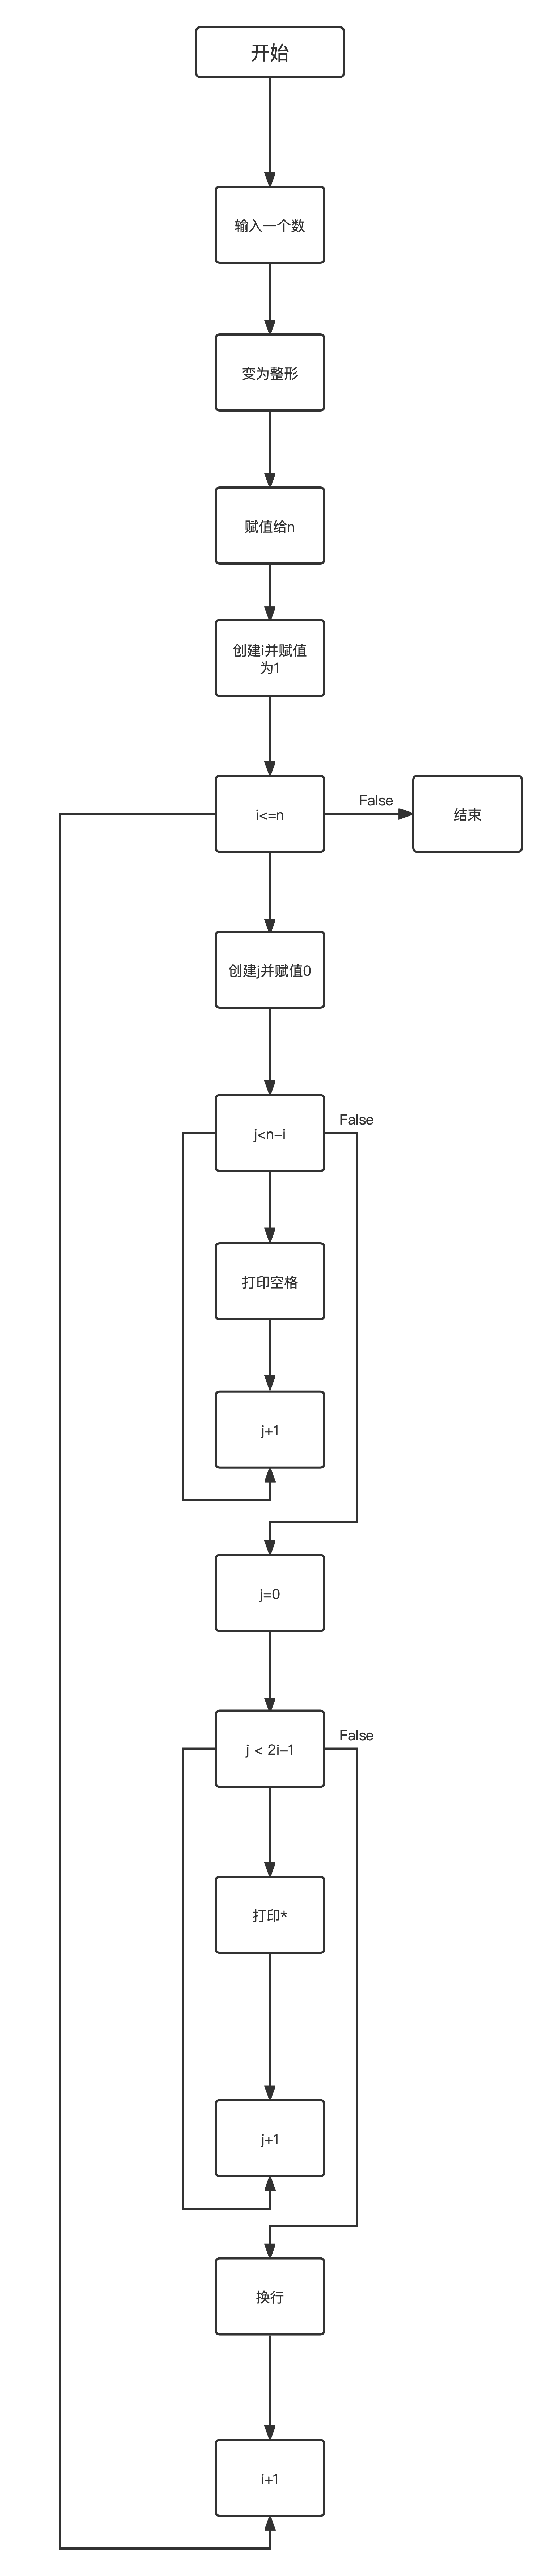 开始
输入一个数
变为整形
赋值给n
创建i并赋值
为1
i<=n
False
结束
创建j并赋值0
j<n-i
False
打印空格
j+1
j=0
j < 2i-1
False
打印*
j+1
换行
i+1